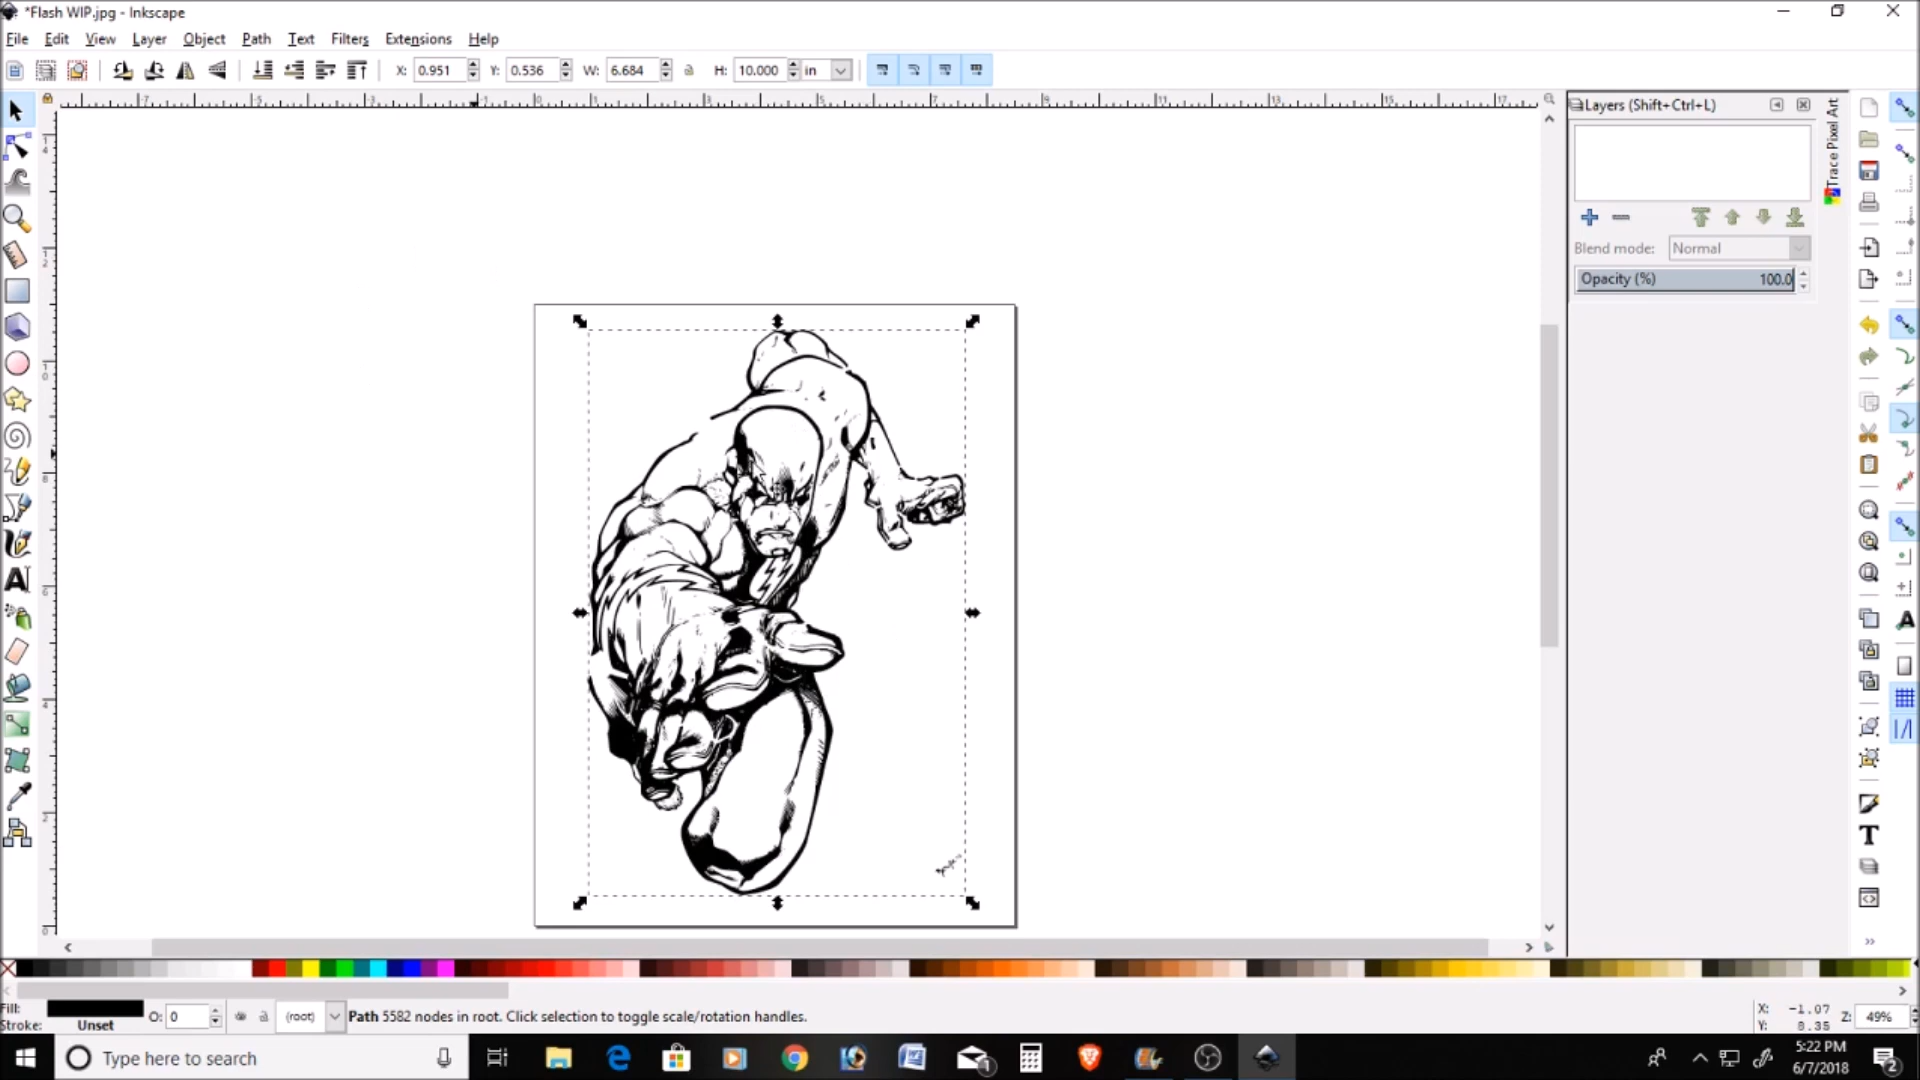 *Flash WIP.jpg - Inkscape
File Edit View Layer Object Path Text Filters Extensions Help
X: 0.951 Y: 0.536 W: 6.684 H: 10.000 in
Layers (Shift+Ctrl+L)
Trace Pixel Art
Blend mode: Normal
Opacity (%) 100.0
Fill:
Stroke: Unset
O: 0
(root)
Path 5582 nodes in root. Click selection to toggle scale/rotation handles.
X: -1.07
Y: 8.35
Z: 49%
Type here to search
5:22 PM
6/7/2018